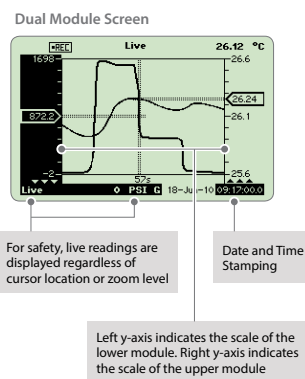 Dual Module Screen
REC Live 26.12 °C
1698 26.6
26.24
872.2 26.1
-2 57s 25.6
Live 0 PSI G 18-Jun-10 09:17:00.0
For safety, live readings are
displayed regardless of
cursor location or zoom level
Date and Time
Stamping
Left y-axis indicates the scale of the
lower module. Right y-axis indicates
the scale of the upper module